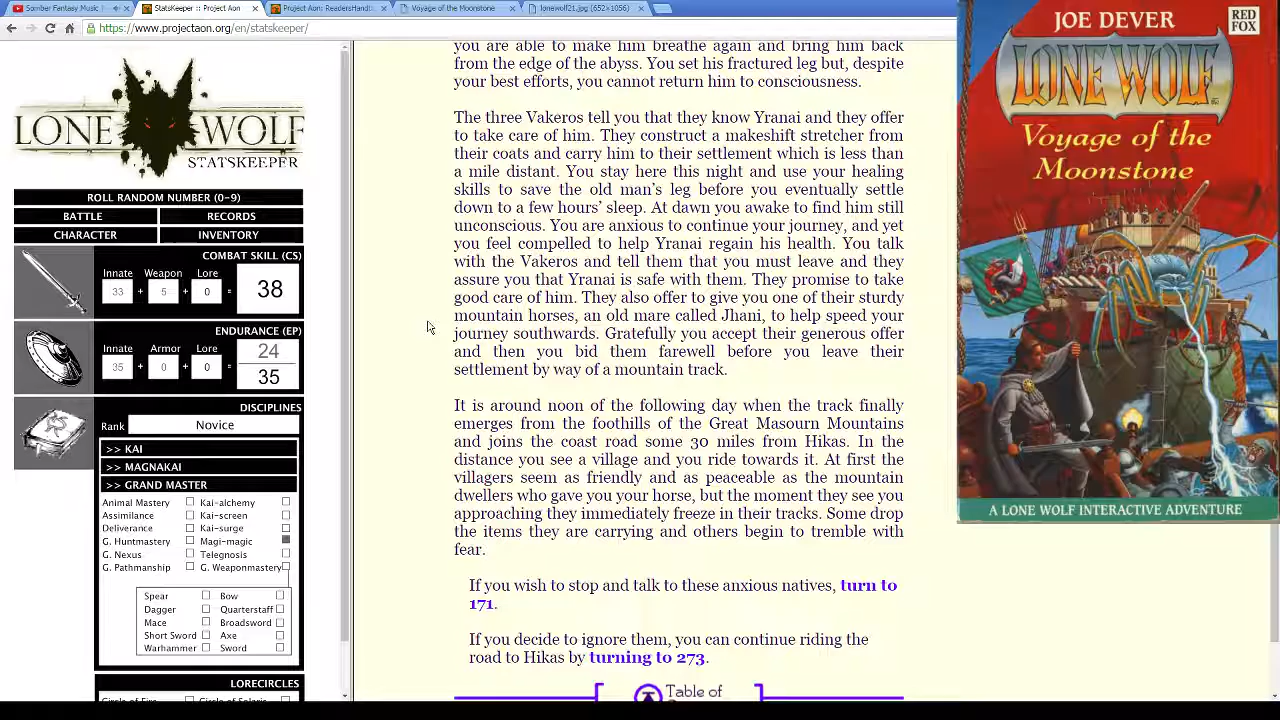 Somber Fantasy Music
StatsKeeper :: Project Aon
Project Aon: ReadersHandb
Voyage of the Moonstone
lonewolf21.jpg (652×1056)
https://www.projectaon.org/en/statskeeper/
LONE WOLF
STATSKEEPER
ROLL RANDOM NUMBER (0-9)
BATTLE
RECORDS
CHARACTER
INVENTORY
COMBAT SKILL (CS)
Innate Weapon Lore
33 + 5 + 0 = 38
ENDURANCE (EP)
Innate Armor Lore
24
35 + 0 + 0 = 35
DISCIPLINES
Rank Novice
>> KAI
>> MAGNAKAI
>> GRAND MASTER
Animal Mastery Kai-alchemy
Assimilance Kai-screen
Deliverance Kai-surge
G. Huntmastery Magi-magic
G. Nexus Telegnosis
G. Pathmanship G. Weaponmastery
Spear Bow
Dagger Quarterstaff
Mace Broadsword
Short Sword Axe
Warhammer Sword
LORECIRCLES
Circle of Fire Circle of Solaris
you are able to make him breathe again and bring him back
from the edge of the abyss. You set his fractured leg but, despite
your best efforts, you cannot return him to consciousness.
The three Vakeros tell you that they know Yranai and they offer
to take care of him. They construct a makeshift stretcher from
their coats and carry him to their settlement which is less than
a mile distant. You stay here this night and use your healing
skills to save the old man's leg before you eventually settle
down to a few hours' sleep. At dawn you awake to find him still
unconscious. You are anxious to continue your journey, and yet
you feel compelled to help Yranai regain his health. You talk
with the Vakeros and tell them that you must leave and they
assure you that Yranai is safe with them. They promise to take
good care of him. They also offer to give you one of their sturdy
mountain horses, an old mare called Jhani, to help speed your
journey southwards. Gratefully you accept their generous offer
and then you bid them farewell before you leave their
settlement by way of a mountain track.
It is around noon of the following day when the track finally
emerges from the foothills of the Great Masourn Mountains
and joins the coast road some 30 miles from Hikas. In the
distance you see a village and you ride towards it. At first the
villagers seem as friendly and as peaceable as the mountain
dwellers who gave you your horse, but the moment they see you
approaching they immediately freeze in their tracks. Some drop
the items they are carrying and others begin to tremble with
fear.
If you wish to stop and talk to these anxious natives, turn to
171.
If you decide to ignore them, you can continue riding the
road to Hikas by turning to 273.
Table of
JOE DEVER
RED
FOX
LONE WOLF
Voyage of the
Moonstone
A LONE WOLF INTERACTIVE ADVENTURE